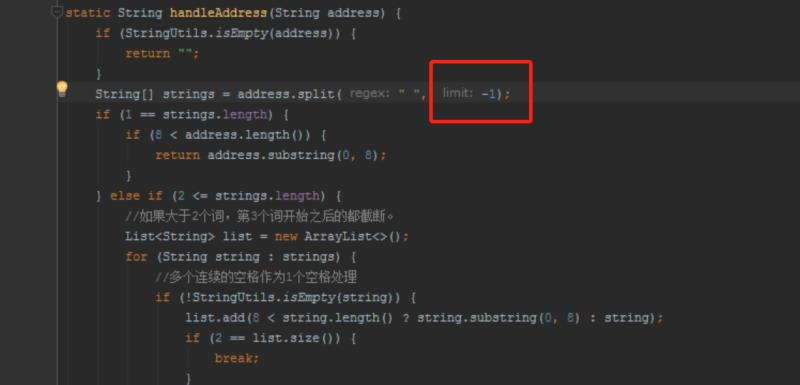 static String handleAddress(String address) {
if (StringUtils.isEmpty(address)) {
return "";
}
String[] strings = address.split( regex: " ", limit: -1);
if (1 == strings.length) {
if (8 < address.length()) {
return address.substring(0, 8);
}
} else if (2 <= strings.length) {
//如果大于2个词，第3个词开始之后的都截断。
List<String> list = new ArrayList<>();
for (String string : strings) {
//多个连续的空格作为1个空格处理
if (!StringUtils.isEmpty(string)) {
list.add(8 < string.length() ? string.substring(0, 8) : string);
if (2 == list.size()) {
break;
}